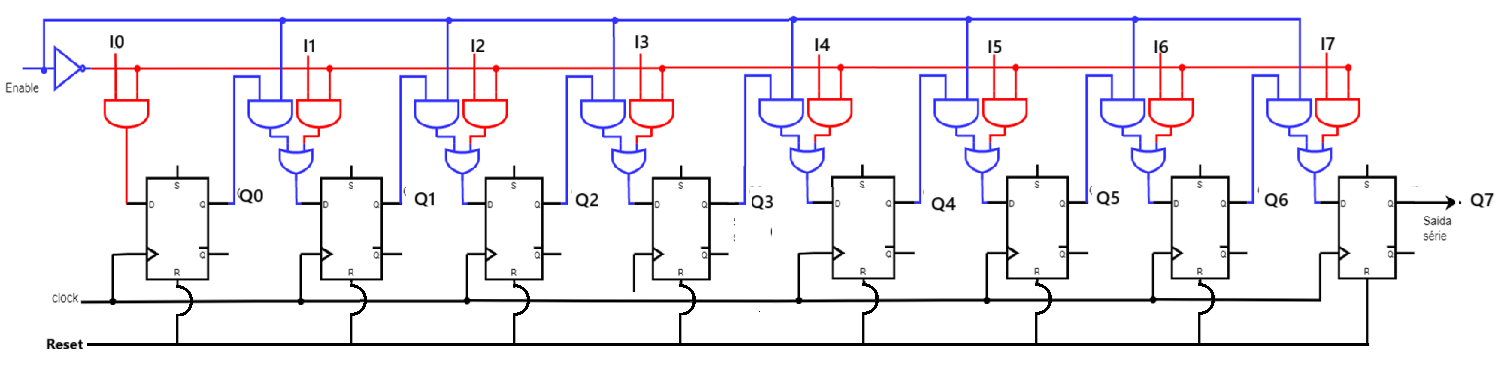 I0 I1 I2 I3 I4 I5 I6 I7
Enable
S S S S S S S S
D Q Q0 D Q Q1 D Q Q2 D Q Q3 D Q Q4 D Q Q5 D Q Q6 D Q Q7
Saida
série
Q Q Q Q Q Q Q Q
R R R R R R R R
clock
Reset